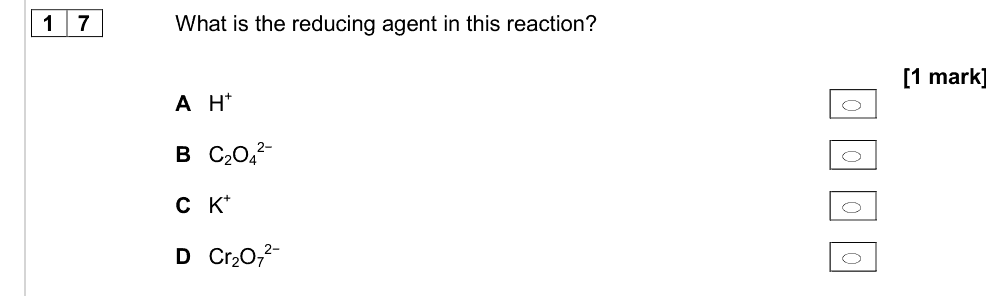 1 7 What is the reducing agent in this reaction?
[1 mark]
A H⁺
B C₂O₄²⁻
C K⁺
D Cr₂O₇²⁻